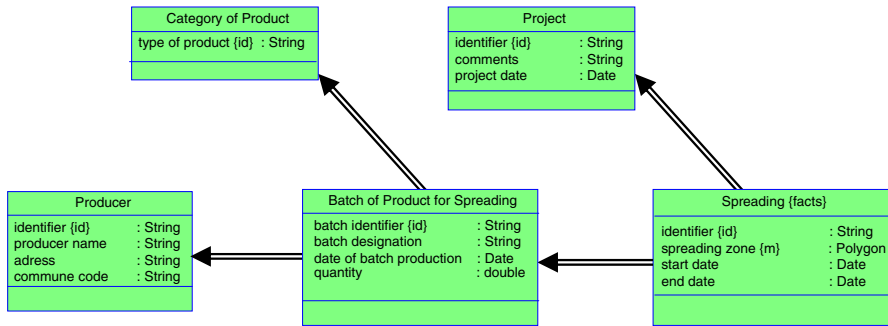 Category of Product
type of product {id} : String
Project
identifier {id} : String
comments : String
project date : Date
Producer
identifier {id} : String
producer name : String
adress : String
commune code : String
Batch of Product for Spreading
batch identifier {id} : String
batch designation : String
date of batch production : Date
quantity : double
Spreading {facts}
identifier {id} : String
spreading zone {m} : Polygon
start date : Date
end date : Date